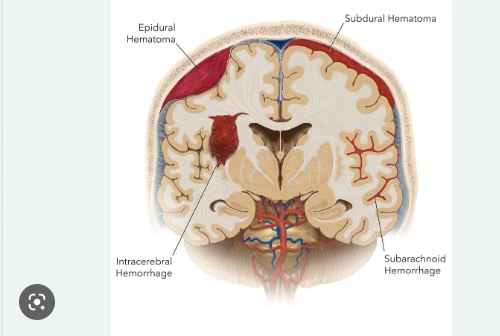 Epidural
Hematoma
Subdural Hematoma
Intracerebral
Hemorrhage
Subarachnoid
Hemorrhage